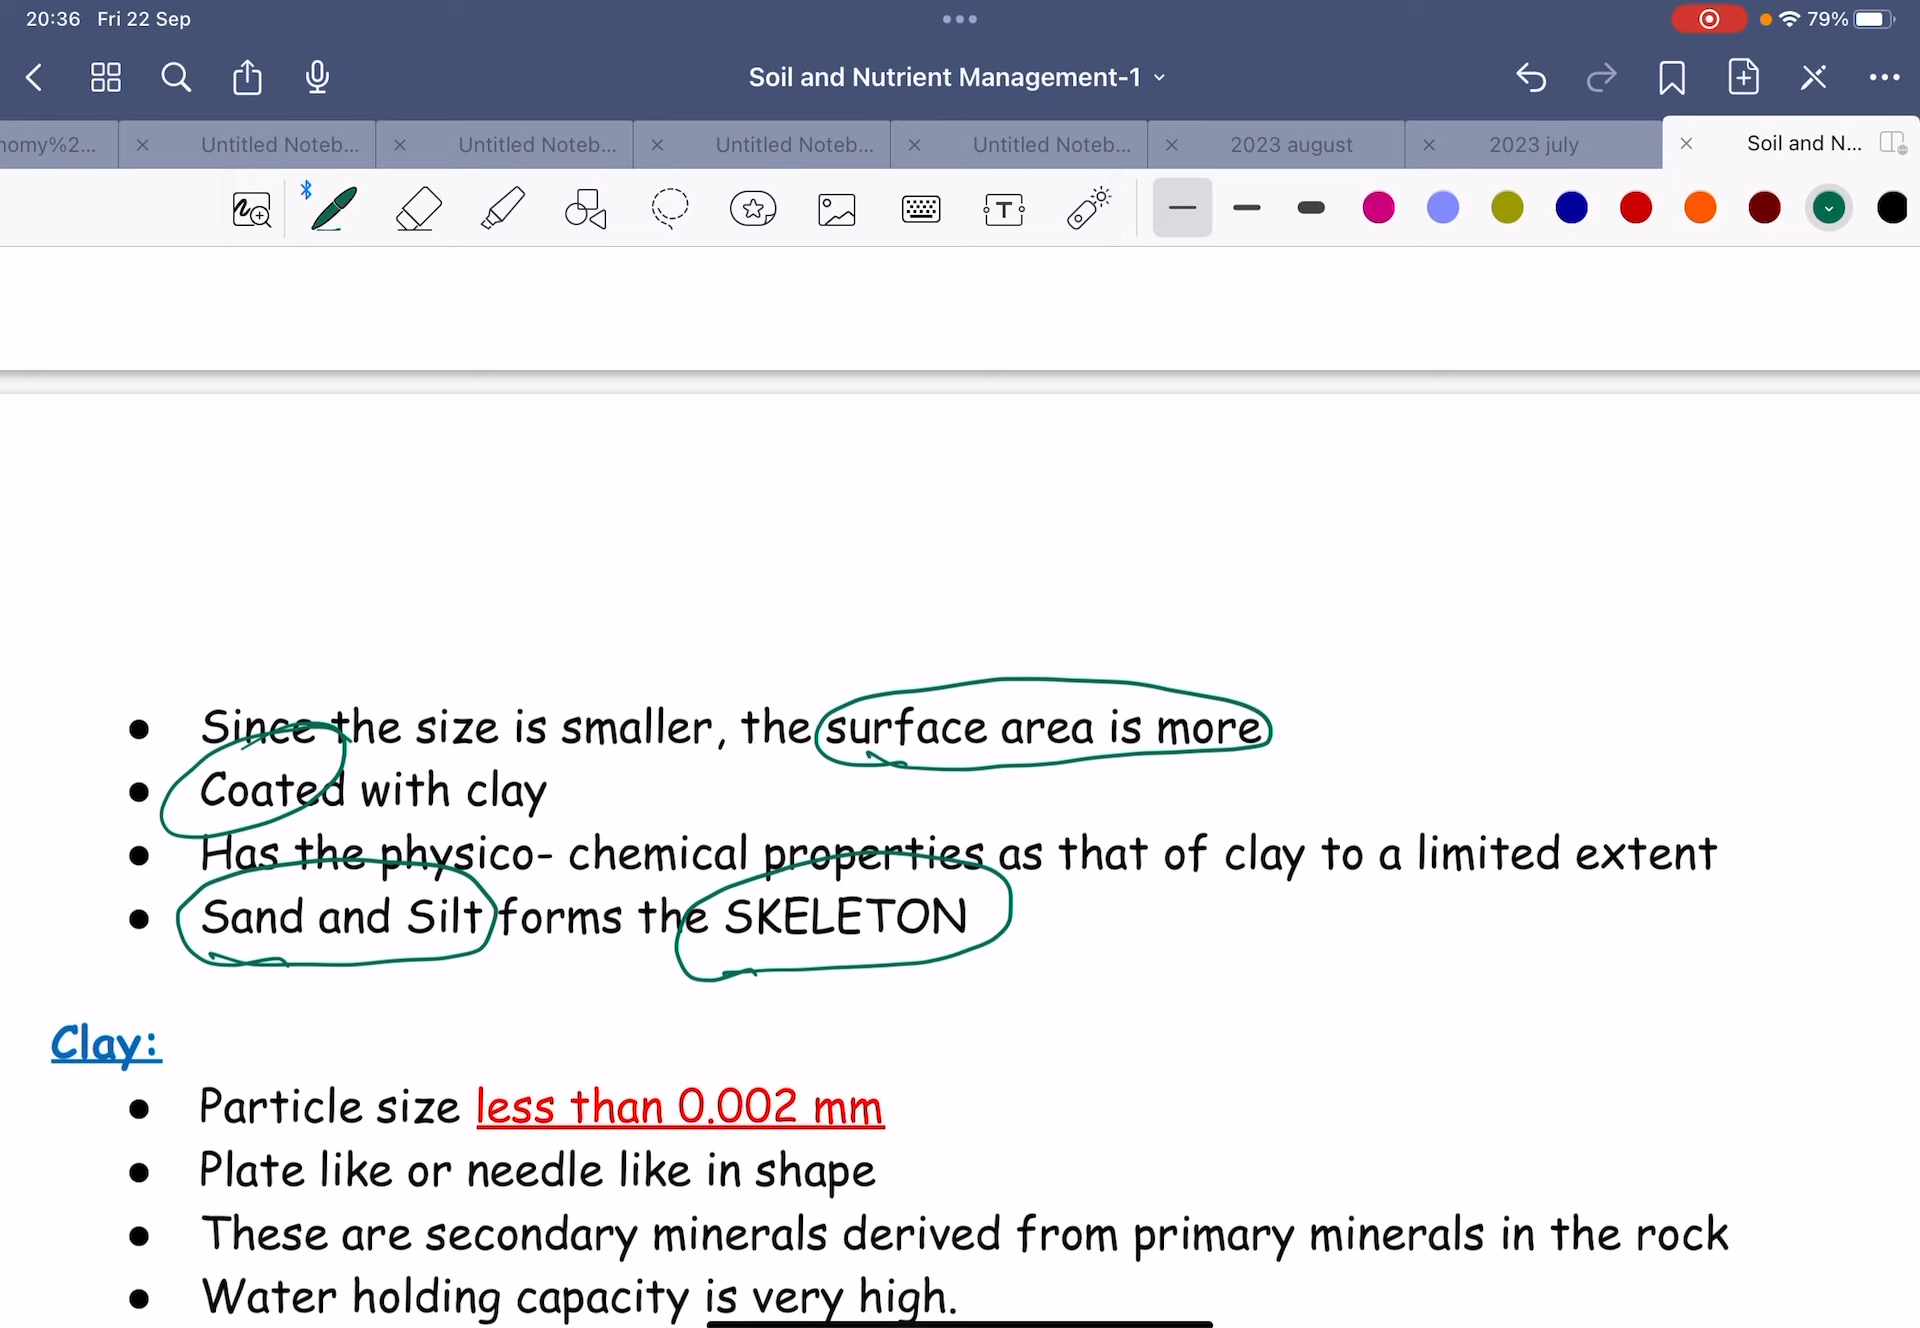 20:36 Fri 22 Sep
79%
Soil and Nutrient Management-1
nomy%2... Untitled Noteb... Untitled Noteb... Untitled Noteb... Untitled Noteb... 2023 august 2023 july Soil and N...
T
Since the size is smaller, the surface area is more
Coated with clay
Has the physico- chemical properties as that of clay to a limited extent
Sand and Silt forms the SKELETON
Clay:
Particle size less than 0.002 mm
Plate like or needle like in shape
These are secondary minerals derived from primary minerals in the rock
Water holding capacity is very high.